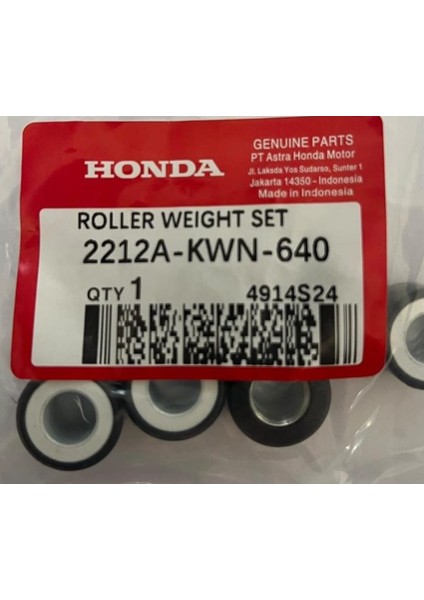 HONDA
GENUINE PARTS
PT Astra Honda Motor
Jl. Laksda Yos Sudarso, Sunter 1
Jakarta 14350 - Indonesia
Made in Indonesia
ROLLER WEIGHT SET
2212A-KWN-640
QTY 1 4914S24